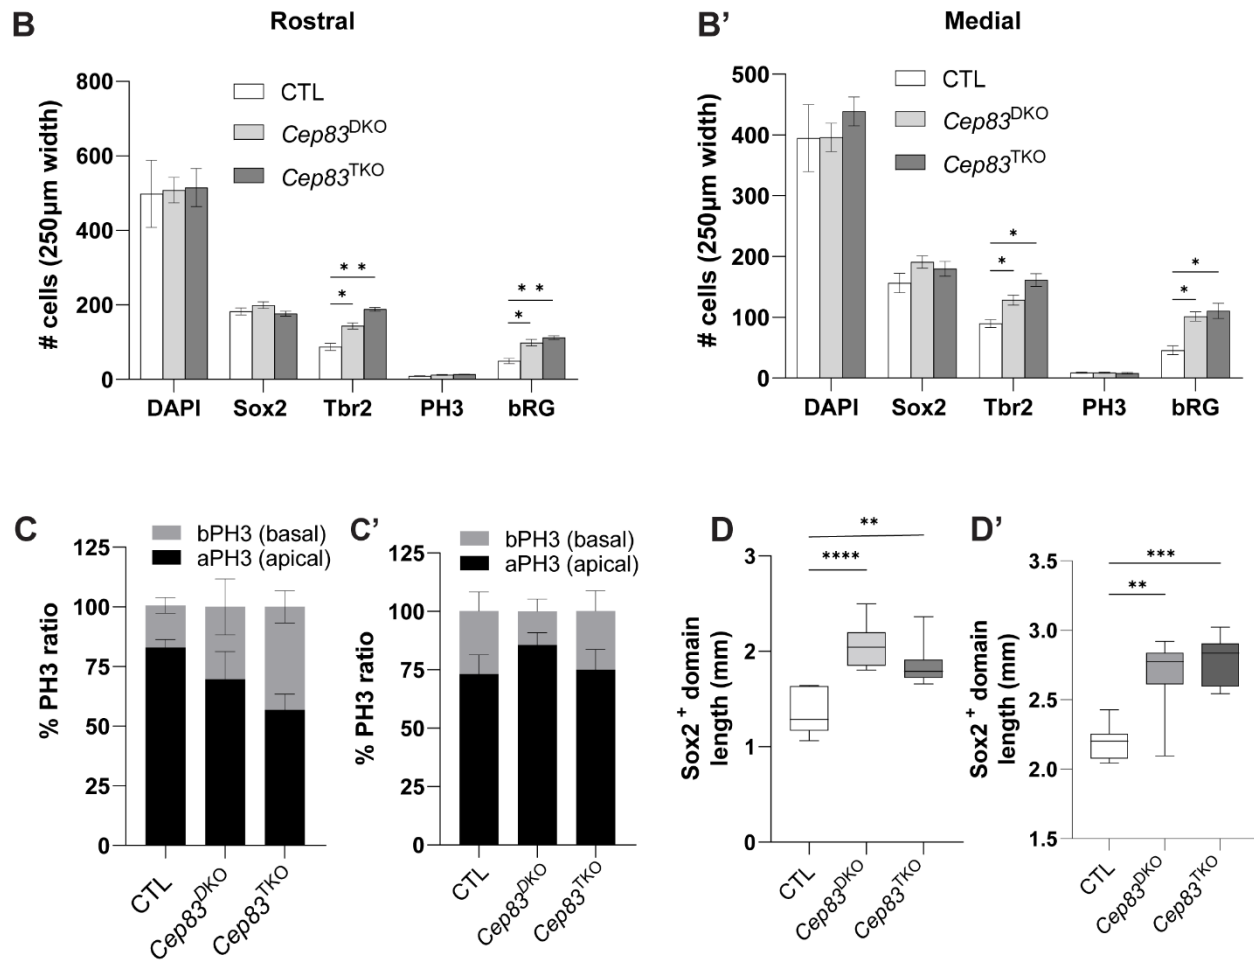 B
Rostral
# cells (250µm width)
800
600
400
200
0
CTL
Cep83DKO
Cep83TKO
*
* *
*
* *
DAPI
Sox2
Tbr2
PH3
bRG
B’
Medial
# cells (250µm width)
500
400
300
200
100
0
CTL
Cep83DKO
Cep83TKO
*
*
*
*
DAPI
Sox2
Tbr2
PH3
bRG
C
bPH3 (basal)
aPH3 (apical)
% PH3 ratio
125
100
75
50
25
0
CTL
Cep83DKO
Cep83TKO
C’
bPH3 (basal)
aPH3 (apical)
% PH3 ratio
125
100
75
50
25
0
CTL
Cep83DKO
Cep83TKO
D
Sox2 + domain
length (mm)
3
2
1
0
**
****
CTL
Cep83DKO
Cep83TKO
D’
Sox2 + domain
length (mm)
3.5
3.0
2.5
2.0
1.5
***
**
CTL
Cep83DKO
Cep83TKO